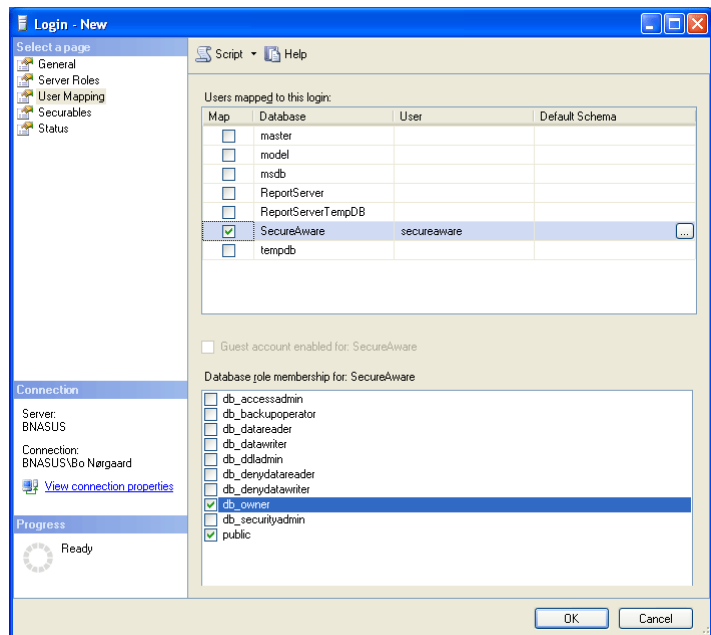 Login - New
Select a page
General
Server Roles
User Mapping
Securables
Status
Script
Help
Users mapped to this login:
Map Database User Default Schema
master
model
msdb
ReportServer
ReportServerTempDB
SecureAware secureaware ...
tempdb
Guest account enabled for: SecureAware
Database role membership for: SecureAware
db_accessadmin
db_backupoperator
db_datareader
db_datawriter
db_ddladmin
db_denydatareader
db_denydatawriter
db_owner
db_securityadmin
public
Connection
Server:
BNASUS
Connection:
BNASUS\Bo Nørgaard
View connection properties
Progress
Ready
OK Cancel